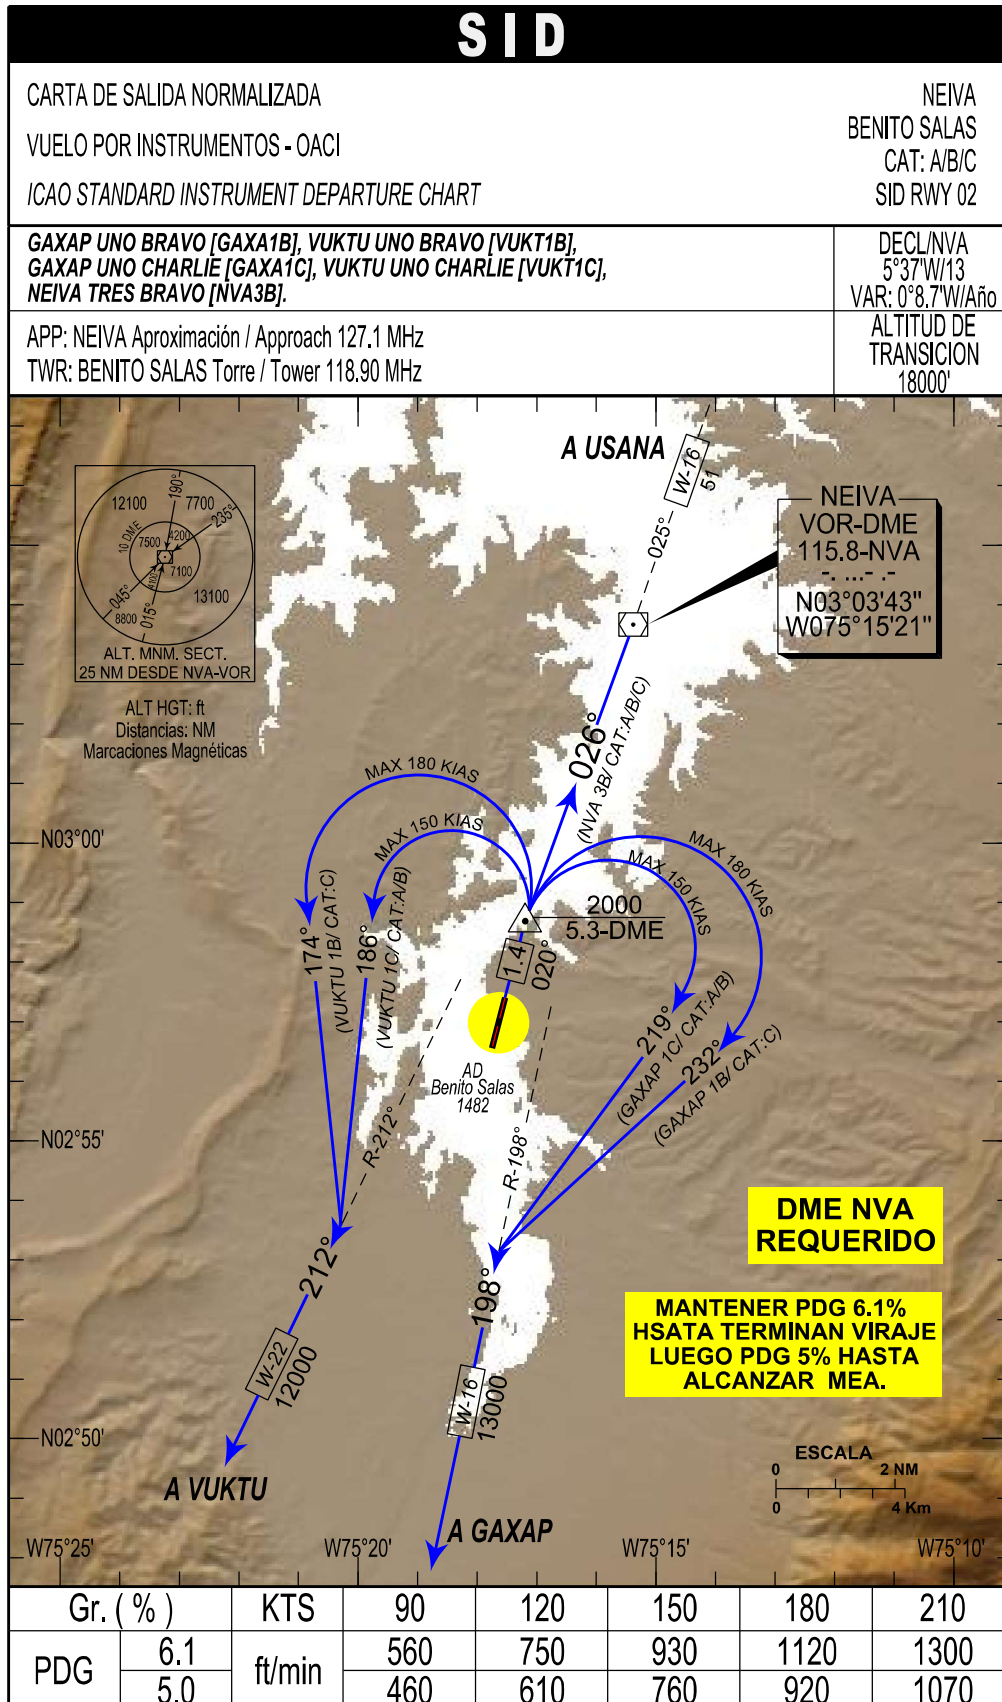 SID
CARTA DE SALIDA NORMALIZADA
VUELO POR INSTRUMENTOS - OACI
ICAO STANDARD INSTRUMENT DEPARTURE CHART
NEIVA
BENITO SALAS
CAT: A/B/C
SID RWY 02
GAXAP UNO BRAVO [GAXA1B], VUKTU UNO BRAVO [VUKT1B],
GAXAP UNO CHARLIE [GAXA1C], VUKTU UNO CHARLIE [VUKT1C],
NEIVA TRES BRAVO [NVA3B].
DECL/NVA
5°37'W/13
VAR: 0°8.7'W/Año
APP: NEIVA Aproximación / Approach 127.1 MHz
TWR: BENITO SALAS Torre / Tower 118.90 MHz
ALTITUD DE
TRANSICION
18000'
A USANA
W-16
51
025°
NEIVA
VOR-DME
115.8-NVA
-. ...- .-
N03°03'43"
W075°15'21"
12100
190°
7700
235°
10 DME
7500
4200
4100
7100
045°
015°
8800
13100
ALT. MNM. SECT.
25 NM DESDE NVA-VOR
ALT HGT: ft
Distancias: NM
Marcaciones Magnéticas
026°
(NVA 3B/ CAT:A/B/C)
MAX 180 KIAS
MAX 150 KIAS
MAX 150 KIAS
MAX 180 KIAS
N03°00'
2000
5.3-DME
1.4
020°
174°
(VUKTU 1B/ CAT:C)
186°
(VUKTU 1C/ CAT:A/B)
219°
(GAXAP 1C/ CAT:A/B)
232°
(GAXAP 1B/ CAT:C)
AD
Benito Salas
1482
R-212°
R-198°
N02°55'
DME NVA
REQUERIDO
212°
198°
MANTENER PDG 6.1%
HSATA TERMINAN VIRAJE
LUEGO PDG 5% HASTA
ALCANZAR MEA.
W-22
12000
W-16
13000
N02°50'
A VUKTU
A GAXAP
ESCALA
0 2 NM
0 4 Km
W75°25' W75°20' W75°15' W75°10'
Gr. ( % ) KTS 90 120 150 180 210
PDG 6.1 ft/min 560 750 930 1120 1300
5.0 460 610 760 920 1070